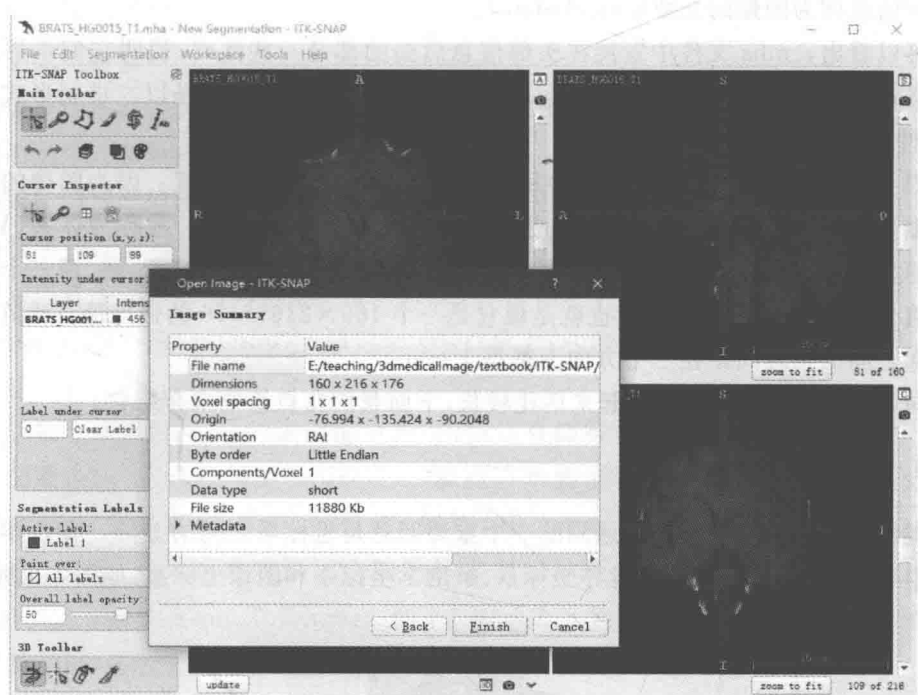 BRATS_HG0015_T1.mha - New Segmentation - ITK-SNAP
File Edit Segmentation Workspace Tools Help
ITK-SNAP Toolbox
Main Toolbar
Cursor Inspector
Cursor position (x, y, z):
81 109 89
Intensity under cursor:
Layer Intens
BRATS HG001... 456
Label under cursor
0 Clear Label
Segmentation Labels
Active label:
Label 1
Paint over:
All labels
Overall label opacity
50
3D Toolbar
BRATS_HG0015_T1
A
R
L
A
S
A
P
I
zoom to fit 81 of 160
S
C
I
zoom to fit 109 of 216
update
3D
Open Image - ITK-SNAP
? ×
Image Summary
Property Value
File name E:/teaching/3dmedicalImage/textbook/ITK-SNAP/
Dimensions 160 x 216 x 176
Voxel spacing 1 x 1 x 1
Origin -76.994 x -135.424 x -90.2048
Orientation RAI
Byte order Little Endian
Components/Voxel 1
Data type short
File size 11880 Kb
Metadata
< Back Finish Cancel